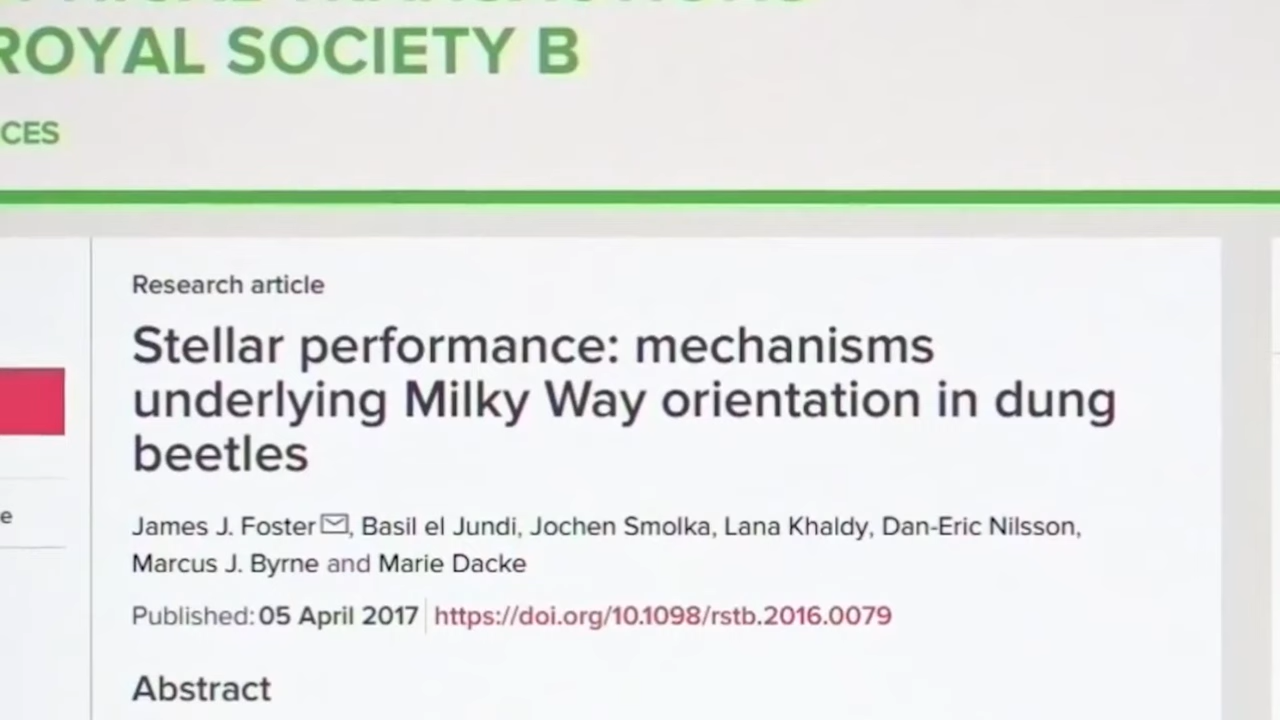 ROYAL SOCIETY B
CES
Research article
Stellar performance: mechanisms
underlying Milky Way orientation in dung
beetles
e
James J. Foster, Basil el Jundi, Jochen Smolka, Lana Khaldy, Dan-Eric Nilsson,
Marcus J. Byrne and Marie Dacke
Published: 05 April 2017 https://doi.org/10.1098/rstb.2016.0079
Abstract